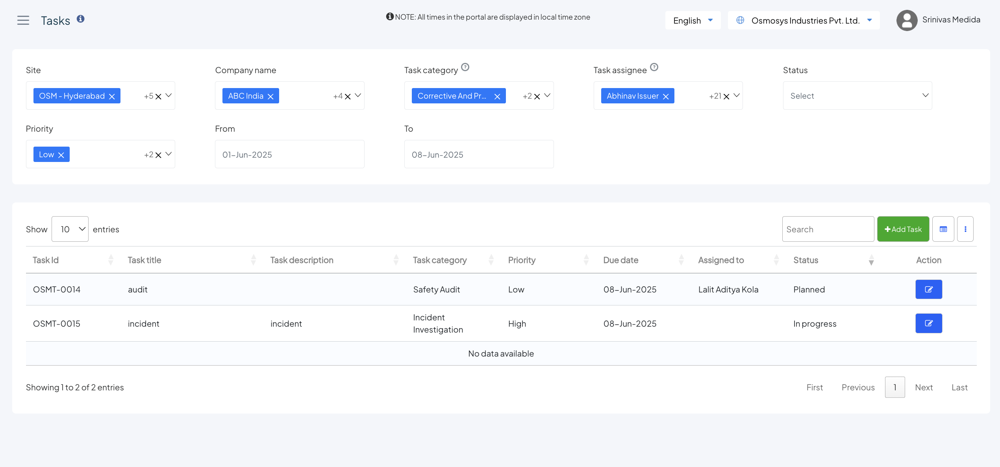 Tasks
NOTE: All times in the portal are displayed in local time zone
English
Osmosys Industries Pvt. Ltd.
Srinivas Medida
Site
Company name
Task category
Task assignee
Status
OSM - Hyderabad +5
ABC India +4
Corrective And Pr... +2
Abhinav Issuer +21
Select
Priority
From
To
Low +2
01-Jun-2025
08-Jun-2025
Show 10 entries
Search
Add Task
Task Id Task title Task description Task category Priority Due date Assigned to Status Action
OSMT-0014 audit Safety Audit Low 08-Jun-2025 Lalit Aditya Kola Planned
OSMT-0015 incident incident Incident Investigation High 08-Jun-2025 In progress
No data available
Showing 1 to 2 of 2 entries
First Previous 1 Next Last